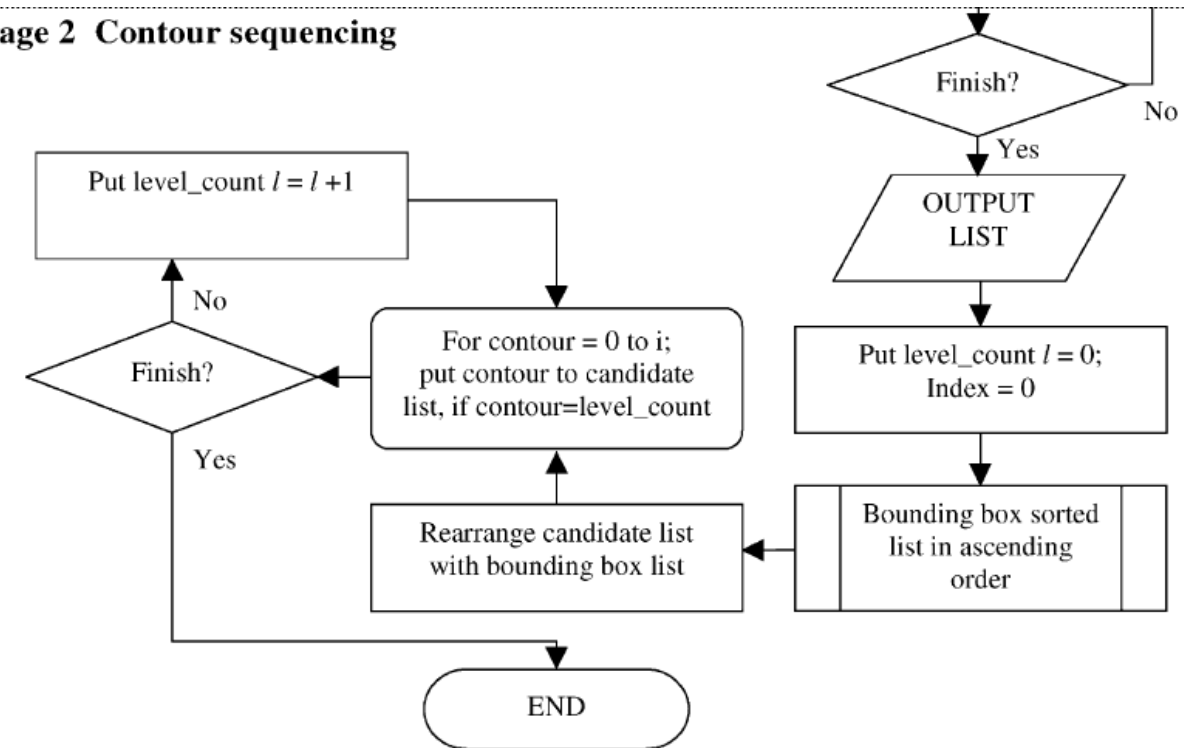 age 2 Contour sequencing
Finish?
No
Yes
OUTPUT
LIST
Put level_count l = 0;
Index = 0
Bounding box sorted
list in ascending
order
Rearrange candidate list
with bounding box list
For contour = 0 to i;
put contour to candidate
list, if contour=level_count
Finish?
No
Put level_count l = l +1
Yes
END